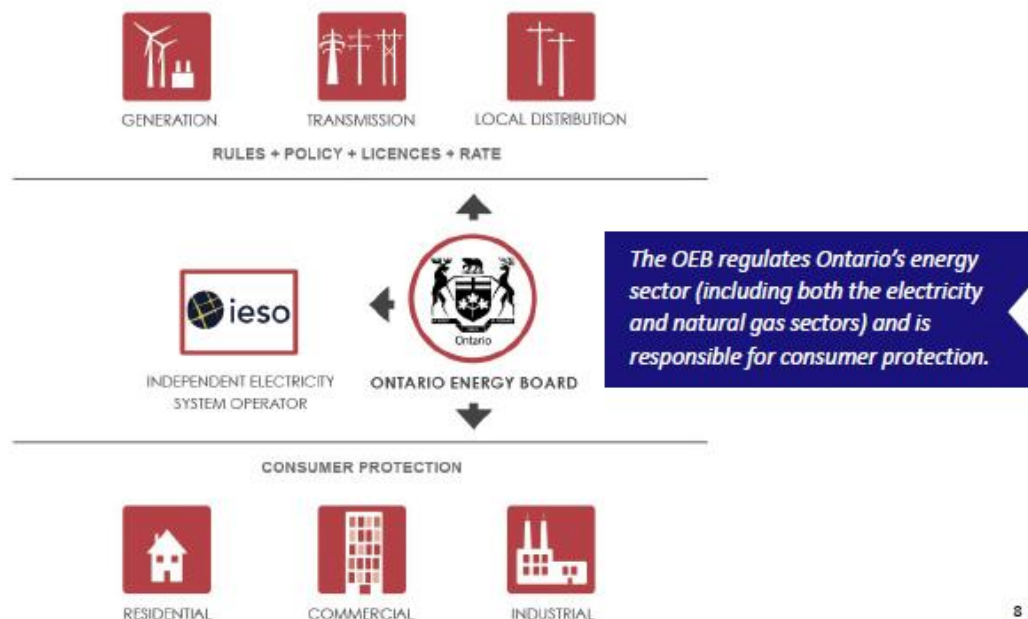 GENERATION
TRANSMISSION
LOCAL DISTRIBUTION
RULES + POLICY + LICENCES + RATE
ieso
Ontario
INDEPENDENT ELECTRICITY
SYSTEM OPERATOR
ONTARIO ENERGY BOARD
The OEB regulates Ontario’s energy
sector (including both the electricity
and natural gas sectors) and is
responsible for consumer protection.
CONSUMER PROTECTION
RESIDENTIAL
COMMERCIAL
INDUSTRIAL
8